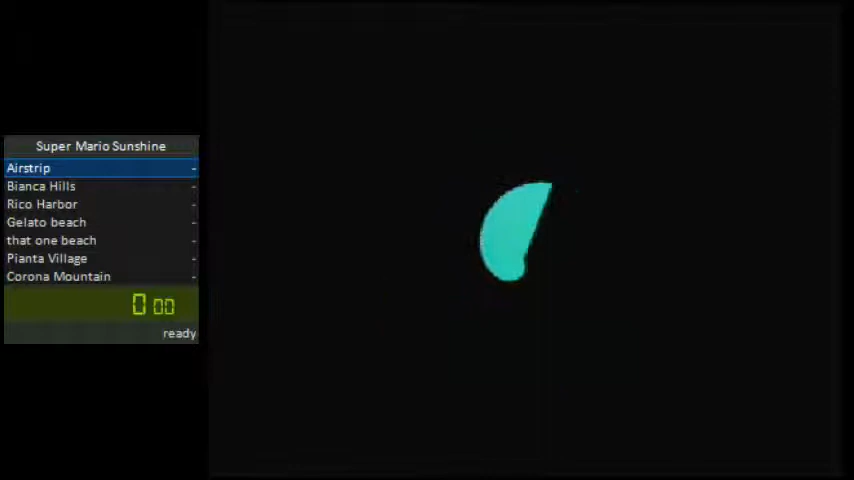 Super Mario Sunshine
Airstrip -
Bianca Hills -
Rico Harbor -
Gelato beach -
that one beach -
Pianta Village -
Corona Mountain -
0 00
ready